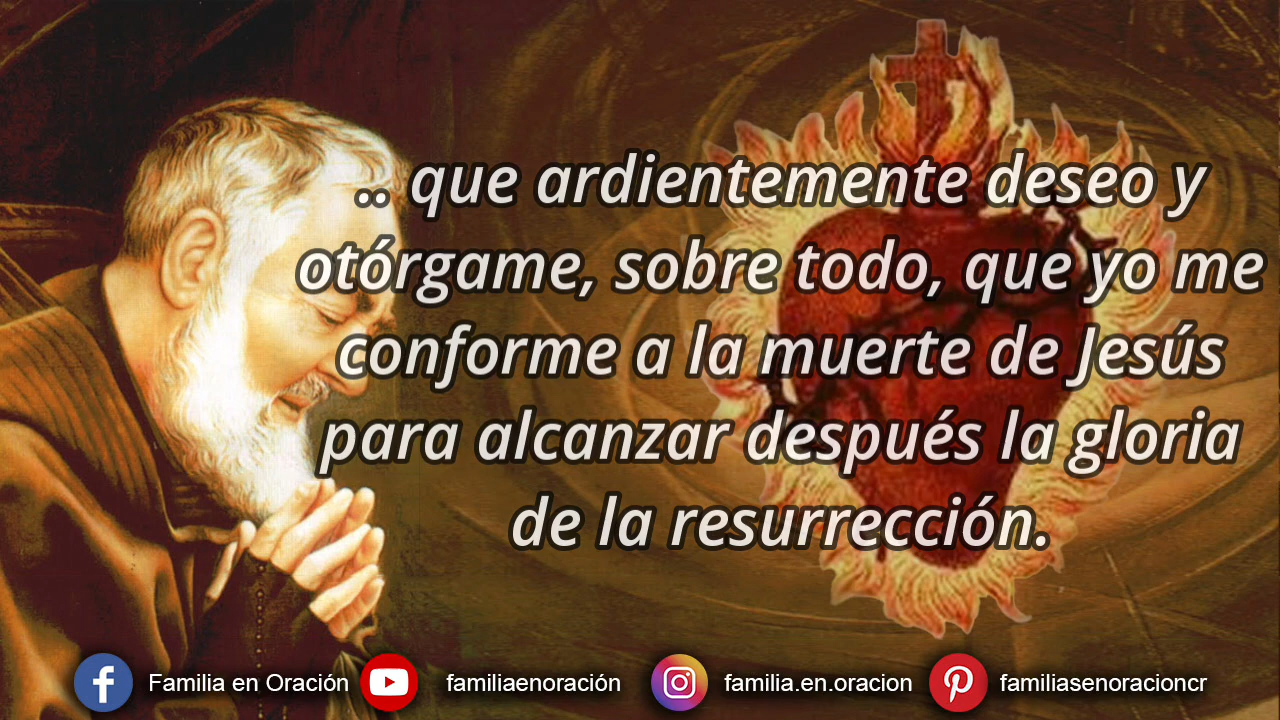 .. que ardientemente deseo y
otórgame, sobre todo, que yo me
conforme a la muerte de Jesús
para alcanzar después la gloria
de la resurrección.
Familia en Oración familiaenoración familia.en.oracion familiasenoracioncr